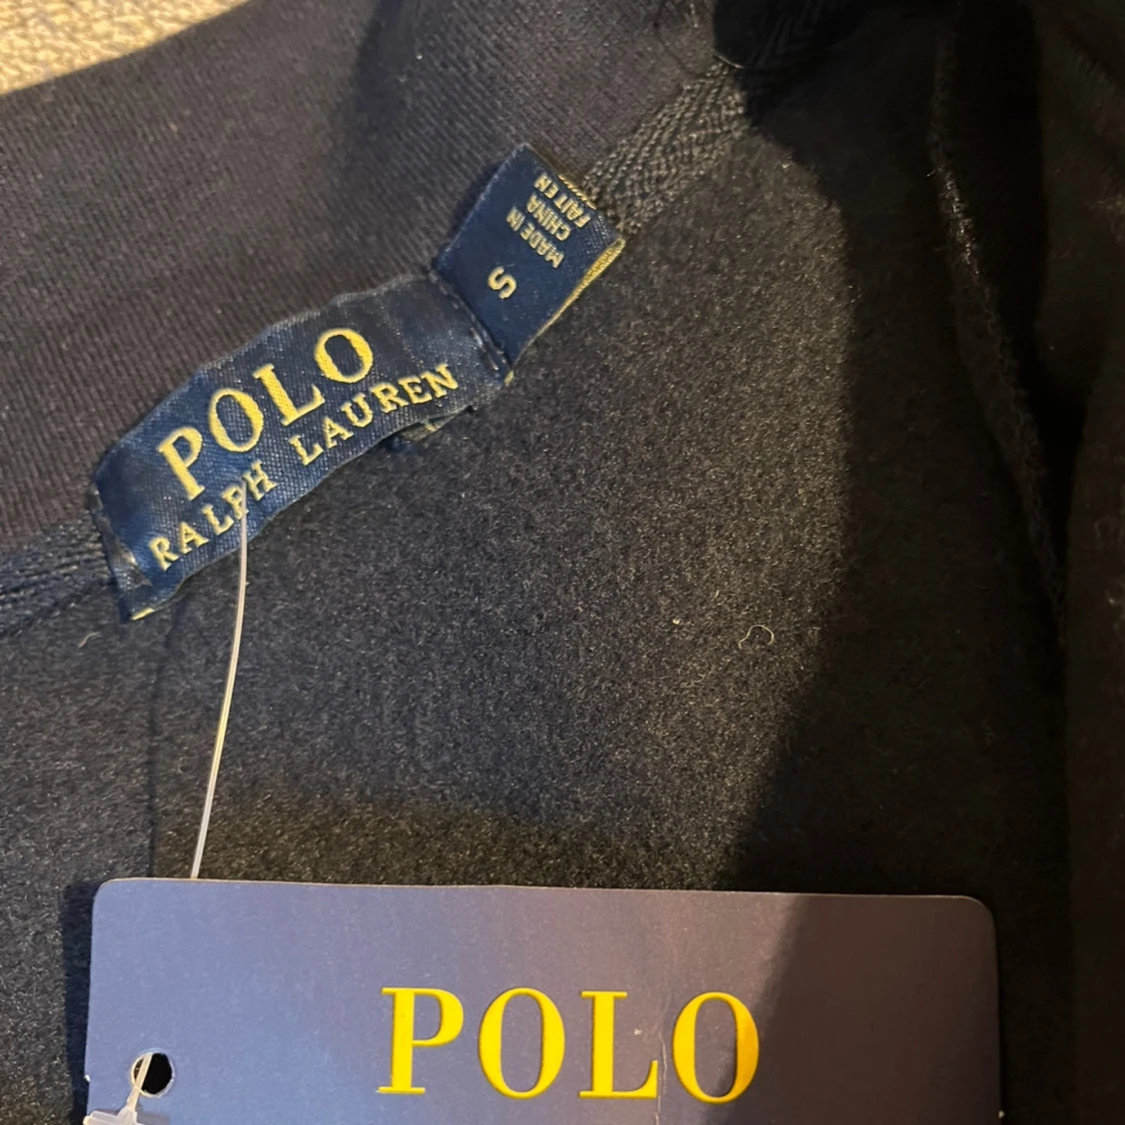 POLO
RALPH LAUREN
S
MADE IN
CHINA
FAIT EN
POLO